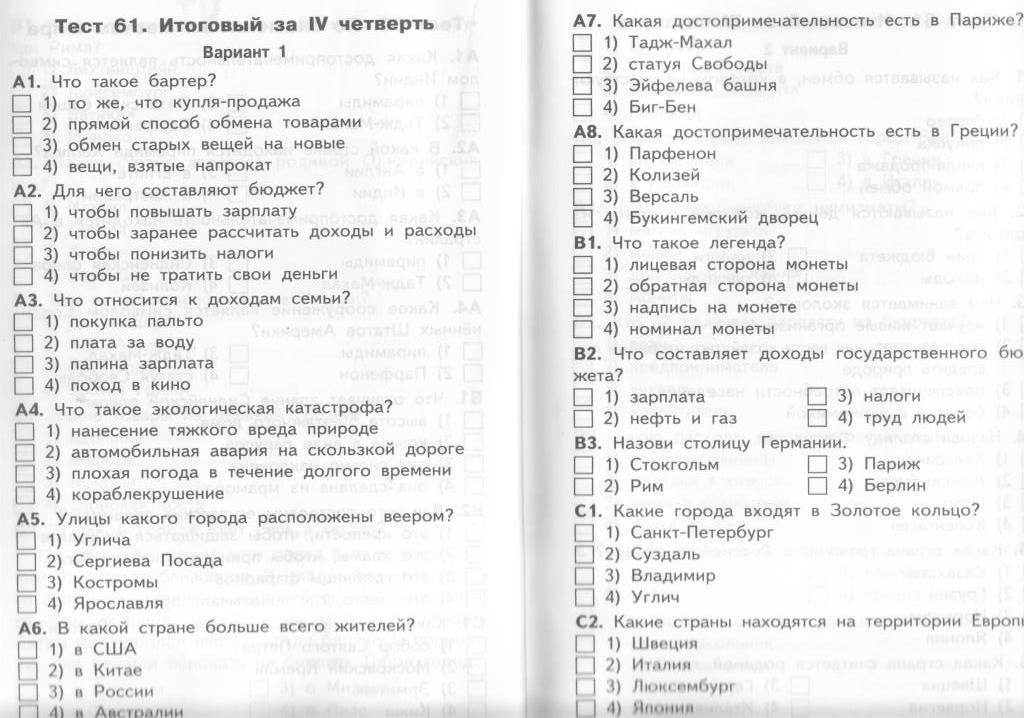 Тест 61. Итоговый за IV четверть
Вариант 1
А1. Что такое бартер?
1) то же, что купля-продажа
2) прямой способ обмена товарами
3) обмен старых вещей на новые
4) вещи, взятые напрокат
А2. Для чего составляют бюджет?
1) чтобы повышать зарплату
2) чтобы заранее рассчитать доходы и расходы
3) чтобы понизить налоги
4) чтобы не тратить свои деньги
А3. Что относится к доходам семьи?
1) покупка пальто
2) плата за воду
3) папина зарплата
4) поход в кино
А4. Что такое экологическая катастрофа?
1) нанесение тяжкого вреда природе
2) автомобильная авария на скользкой дороге
3) плохая погода в течение долгого времени
4) кораблекрушение
А5. Улицы какого города расположены веером?
1) Углича
2) Сергиева Посада
3) Костромы
4) Ярославля
А6. В какой стране больше всего жителей?
1) в США
2) в Китае
3) в России
4) в Австралии
А7. Какая достопримечательность есть в Париже?
1) Тадж-Махал
2) статуя Свободы
3) Эйфелева башня
4) Биг-Бен
А8. Какая достопримечательность есть в Греции?
1) Парфенон
2) Колизей
3) Версаль
4) Букингемский дворец
В1. Что такое легенда?
1) лицевая сторона монеты
2) обратная сторона монеты
3) надпись на монете
4) номинал монеты
В2. Что составляет доходы государственного бю
жета?
1) зарплата 3) налоги
2) нефть и газ 4) труд людей
В3. Назови столицу Германии.
1) Стокгольм 3) Париж
2) Рим 4) Берлин
С1. Какие города входят в Золотое кольцо?
1) Санкт-Петербург
2) Суздаль
3) Владимир
4) Углич
С2. Какие страны находятся на территории Европы
1) Швеция
2) Италия
3) Люксембург
4) Япония